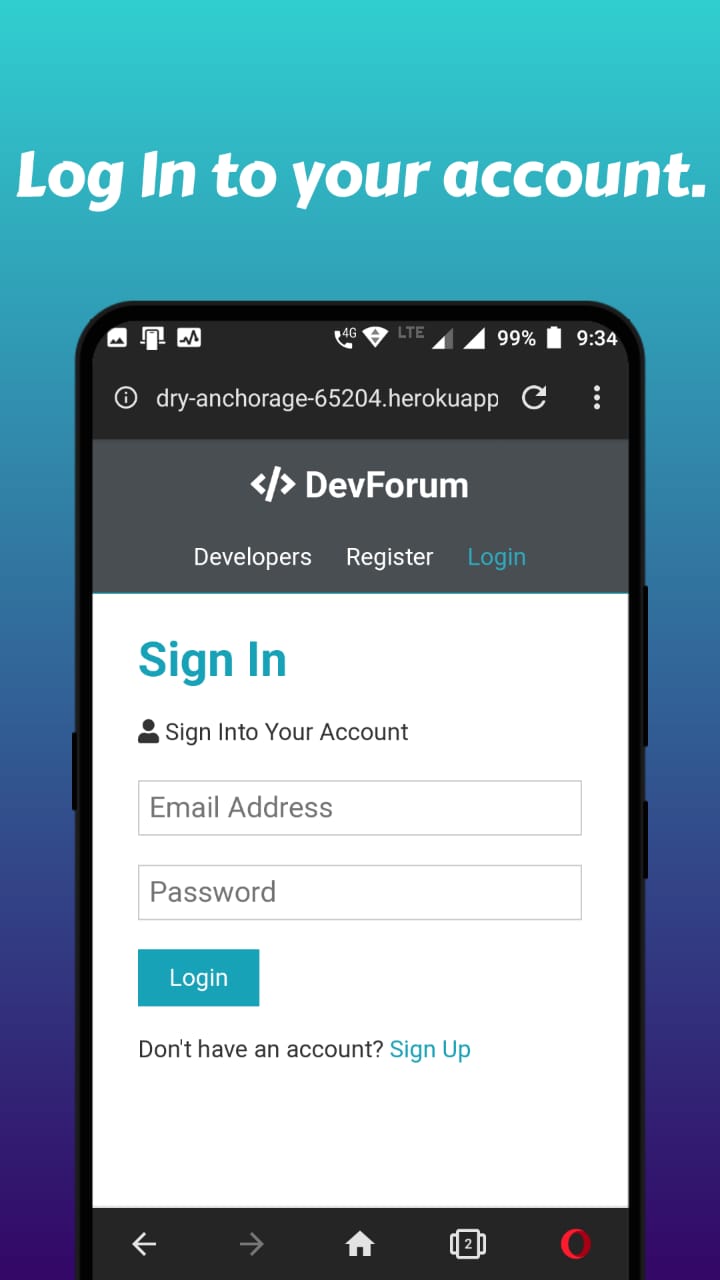 Log In to your account.
4G LTE 99% 9:34
dry-anchorage-65204.herokuapp
</> DevForum
Developers Register Login
Sign In
Sign Into Your Account
Email Address
Password
Login
Don't have an account? Sign Up
2